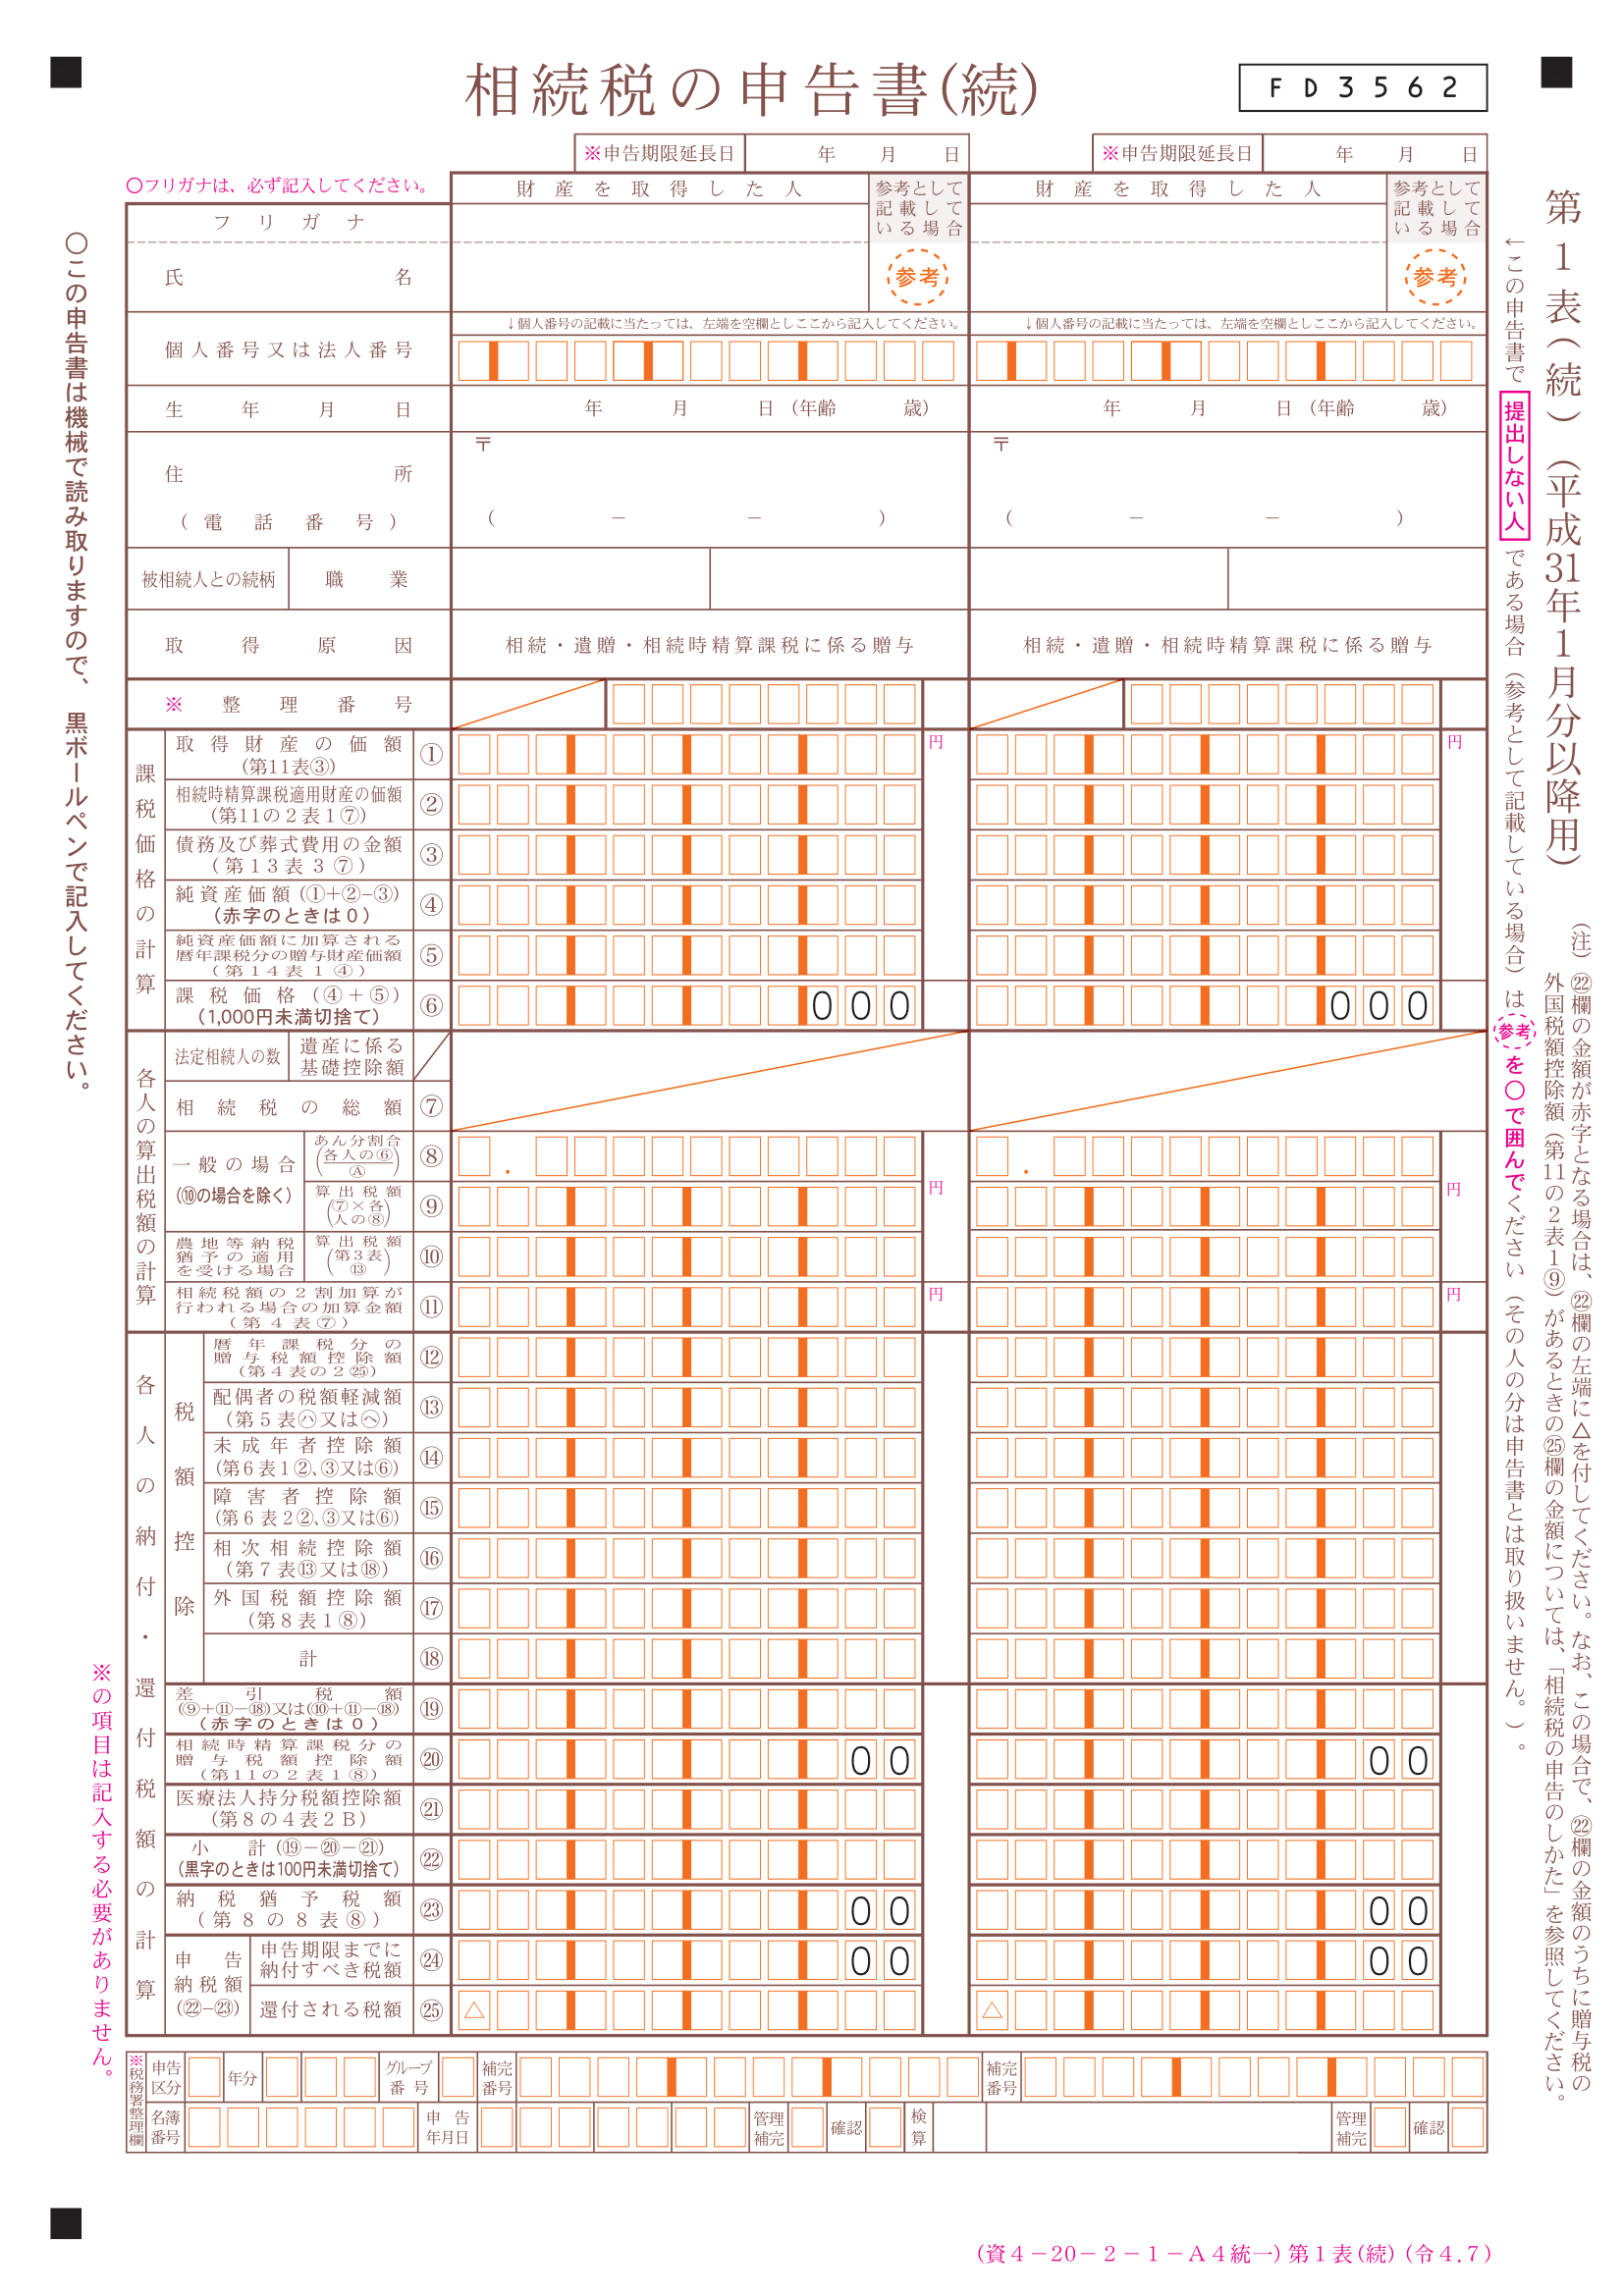 相続税の申告書(続)
FD3562
※申告期限延長日 年 月 日
※申告期限延長日 年 月 日
○フリガナは、必ず記入してください。
財産を取得した人
参考として記載している場合
財産を取得した人
参考として記載している場合
フリガナ
氏名
参考
参考
↓個人番号の記載に当たっては、左端を空欄としここから記入してください。
↓個人番号の記載に当たっては、左端を空欄としここから記入してください。
個人番号又は法人番号
生年月日
年 月 日(年齢 歳)
年 月 日(年齢 歳)
住所
〒
〒
(電話番号)
( − − )
( − − )
被相続人との続柄 職業
取得原因
相続・遺贈・相続時精算課税に係る贈与
相続・遺贈・相続時精算課税に係る贈与
※整理番号
課税価格の計算
取得財産の価額
(第11表③)
①
円
円
相続時精算課税適用財産の価額
(第11の2表1⑦)
②
債務及び葬式費用の金額
(第13表3⑦)
③
純資産価額(①+②-③)
(赤字のときは0)
④
純資産価額に加算される
暦年課税分の贈与財産価額
(第14表1④)
⑤
課税価格(④+⑤)
(1,000円未満切捨て)
⑥
000
000
各人の算出税額の計算
法定相続人の数
遺産に係る
基礎控除額
相続税の総額
⑦
一般の場合
(⑩の場合を除く)
あん分割合
(各人の⑥/Ⓐ)
⑧
.
.
算出税額
(⑦×各人の⑧)
⑨
円
円
農地等納税
猶予の適用
を受ける場合
算出税額
(第3表⑬)
⑩
相続税額の2割加算が
行われる場合の加算金額
(第4表⑦)
⑪
円
円
各人の納付・還付税額の計算
税額控除
暦年課税分の
贈与税額控除額
(第4表の2㉕)
⑫
配偶者の税額軽減額
(第5表㋩又は㋬)
⑬
未成年者控除額
(第6表1②、③又は⑥)
⑭
障害者控除額
(第6表2②、③又は⑥)
⑮
相次相続控除額
(第7表⑬又は⑱)
⑯
外国税額控除額
(第8表1⑧)
⑰
計
⑱
差引税額
(⑨+⑪-⑱)又は(⑩+⑪-⑱)
(赤字のときは0)
⑲
相続時精算課税分の
贈与税額控除額
(第11の2表1⑧)
⑳
00
00
医療法人持分税額控除額
(第8の4表2B)
㉑
小計(⑲-⑳-㉑)
(黒字のときは100円未満切捨て)
㉒
納税猶予税額
(第8の8表⑧)
㉓
00
00
申告
納税額
(㉒-㉓)
申告期限までに
納付すべき税額
㉔
00
00
還付される税額
㉕
△
△
※税務署整理欄
申告区分 年分 グループ番号 補完番号 補完番号
名簿番号 申告年月日 管理補完 確認 検算 管理補完 確認
(資4-20-2-1-A4統一)第1表(続)(令4.7)
第1表(続)(平成31年1月分以降用)
(注) ㉒欄の金額が赤字となる場合は、㉒欄の左端に△を付してください。なお、この場合で、㉒欄の金額のうちに贈与税の
外国税額控除額(第11の2表1⑨)があるときの㉕欄の金額については、「相続税の申告のしかた」を参照してください。
←この申告書で提出しない人である場合(参考として記載している場合)は参考を○で囲んでください(その人の分は申告書とは取り扱いません。)。
○この申告書は機械で読み取りますので、黒ボールペンで記入してください。
※の項目は記入する必要がありません。